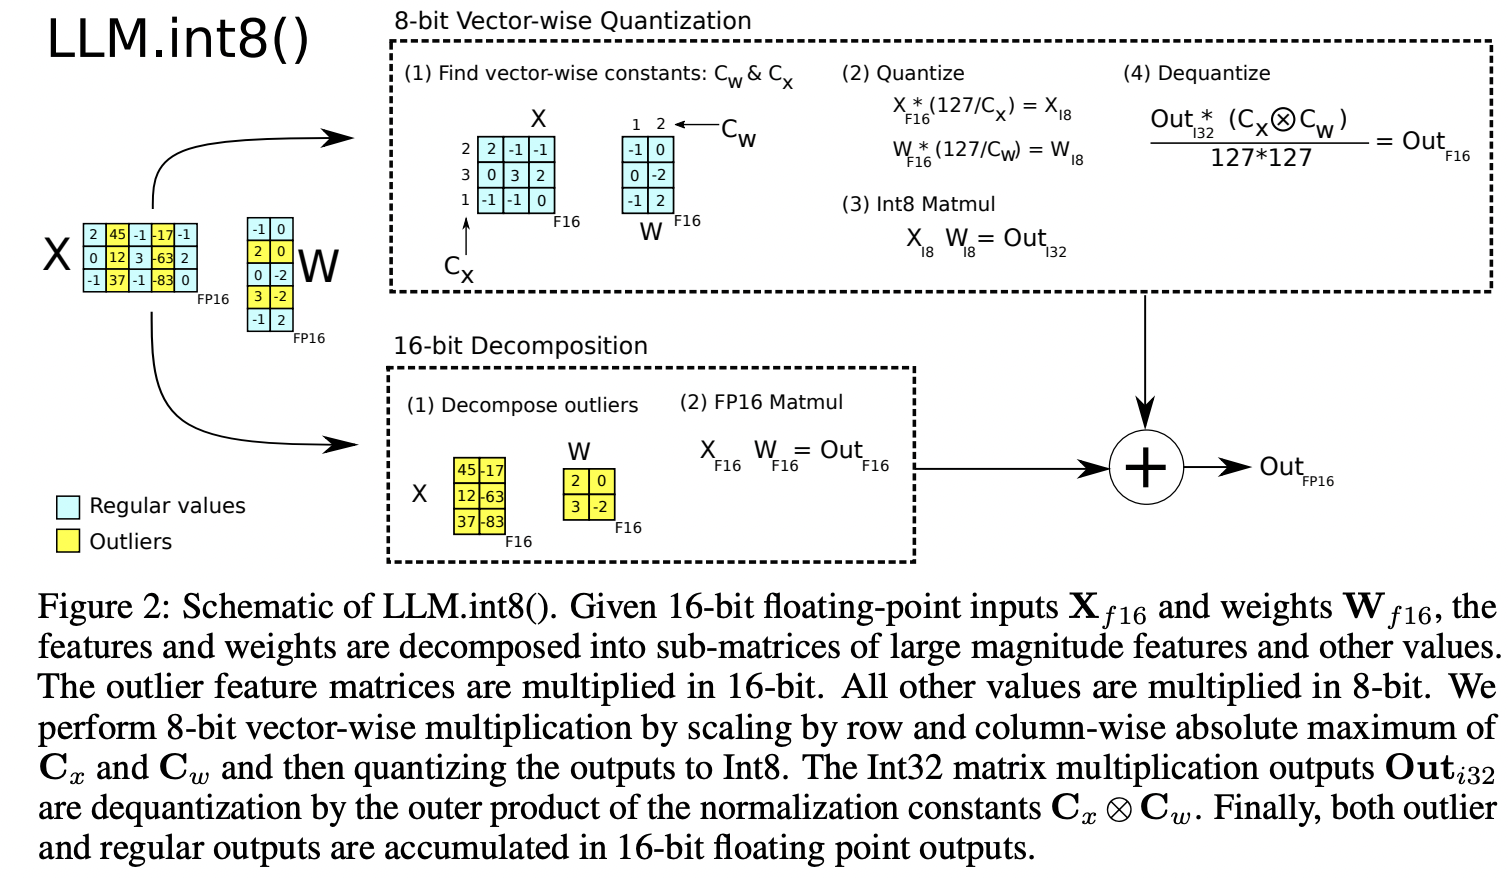 LLM.int8()
8-bit Vector-wise Quantization
(1) Find vector-wise constants: Cw & Cx
X
2 2 -1 -1
3 0 3 2
1 -1 -1 0
F16
Cx
1 2 Cw
-1 0
0 -2
-1 2
F16
W
(2) Quantize
XF16*(127/Cx) = XI8
WF16*(127/Cw) = WI8
(3) Int8 Matmul
XI8 WI8 = OutI32
(4) Dequantize
OutI32* (Cx⊗Cw)
127*127
= OutF16
X
2 45 -1 -17 -1
0 12 3 -63 2
-1 37 -1 -83 0
FP16
-1 0
2 0
0 -2
3 -2
-1 2
W
FP16
16-bit Decomposition
(1) Decompose outliers
X
45 -17
12 -63
37 -83
F16
W
2 0
3 -2
F16
(2) FP16 Matmul
XF16 WF16 = OutF16
+
OutFP16
Regular values
Outliers
Figure 2: Schematic of LLM.int8(). Given 16-bit floating-point inputs Xf16 and weights Wf16, the
features and weights are decomposed into sub-matrices of large magnitude features and other values.
The outlier feature matrices are multiplied in 16-bit. All other values are multiplied in 8-bit. We
perform 8-bit vector-wise multiplication by scaling by row and column-wise absolute maximum of
Cx and Cw and then quantizing the outputs to Int8. The Int32 matrix multiplication outputs Outi32
are dequantization by the outer product of the normalization constants Cx ⊗ Cw. Finally, both outlier
and regular outputs are accumulated in 16-bit floating point outputs.